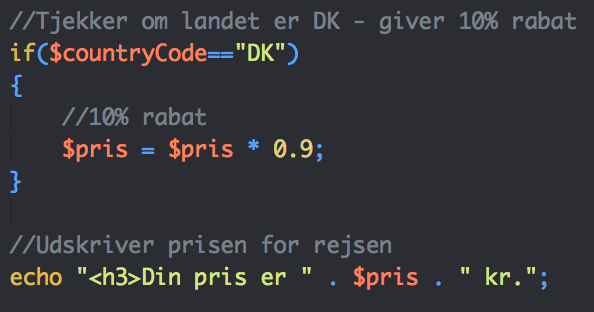 //Tjekker om landet er DK - giver 10% rabat
if($countryCode=="DK")
{
//10% rabat
$pris = $pris * 0.9;
}
//Udskriver prisen for rejsen
echo "<h3>Din pris er " . $pris . " kr.";